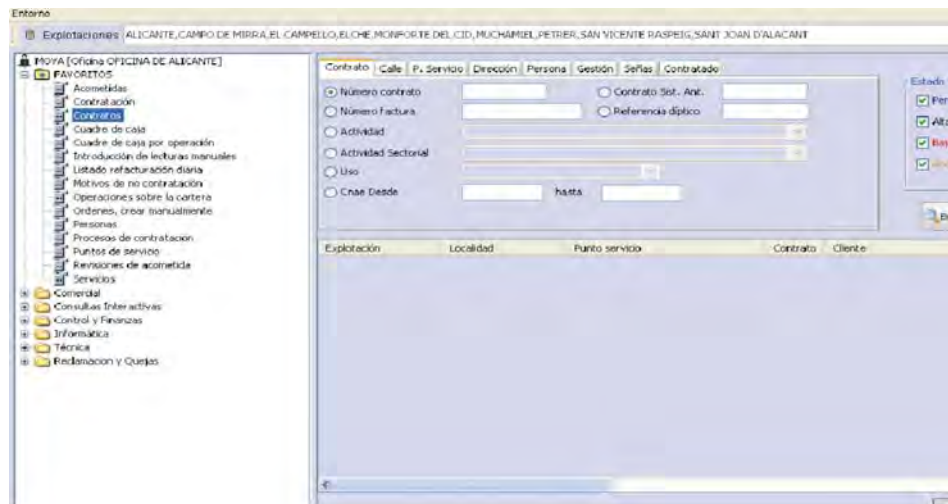 Entorno
Explotaciones ALICANTE,CAMPO DE MIRRA,EL CAMPELLO,ELCHE,MONFORTE DEL CID,MUCHAMIEL,PETRER,SAN VICENTE RASPEIG,SANT JOAN D'ALACANT
MOYA [Oficina OFICINA DE ALICANTE]
FAVORITOS
Acometidas
Contratación
Contratos
Cuadre de caja
Cuadre de caja por operación
Introducción de lecturas manuales
Listado refacturación diaria
Motivos de no contratación
Operaciones sobre la cartera
Ordenes, crear manualmente
Personas
Procesos de contratación
Puntos de servicio
Revisiones de acometida
Servicios
Comercial
Consultas Interactivas
Control y Finanzas
Informática
Técnica
Reclamacion y Quejas
Contrato Calle P. Servicio Dirección Persona Gestión Señas Contratado
Número contrato Contrato Sist. Ant.
Número factura Referencia díptico
Actividad
Actividad Sectorial
Uso
Cnae Desde hasta
Estado
Explotación Localidad Punto servicio Contrato Cliente